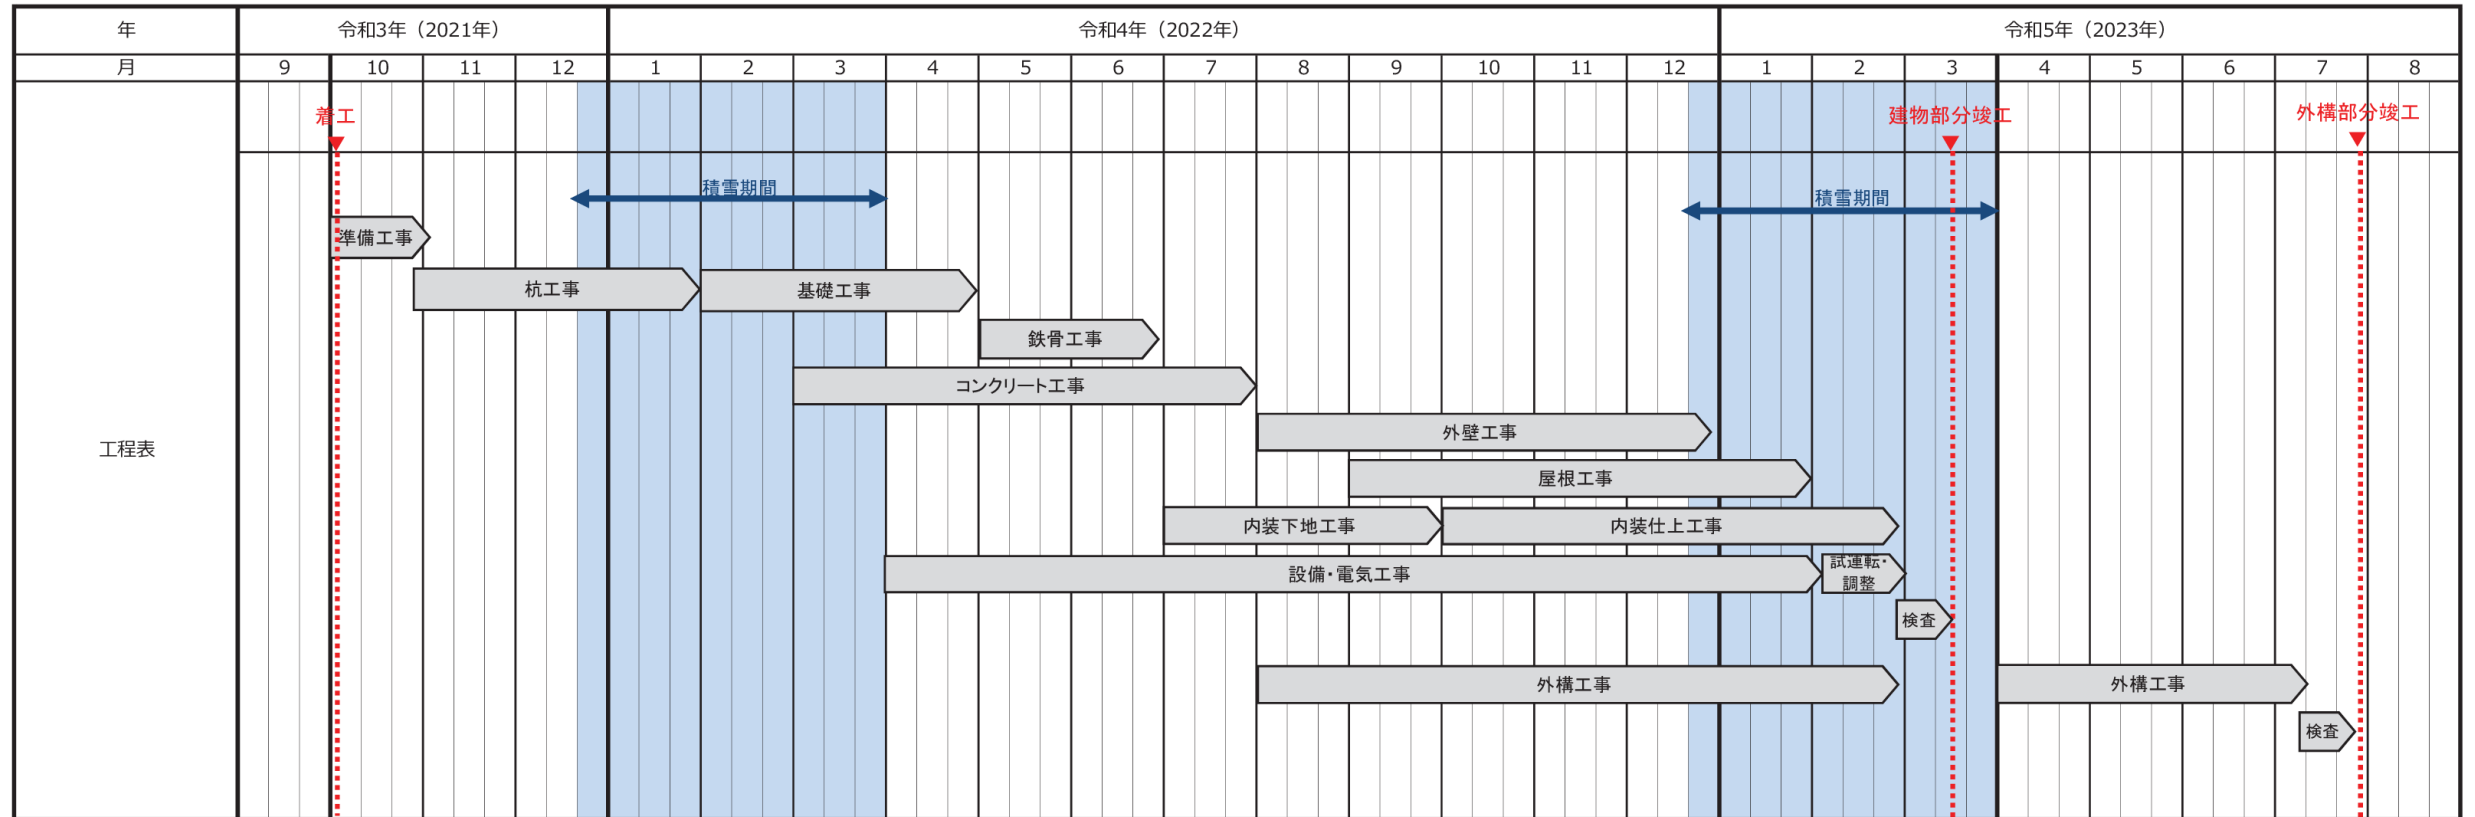 年 令和3年（2021年） 令和4年（2022年） 令和5年（2023年）
月 9 10 11 12 1 2 3 4 5 6 7 8 9 10 11 12 1 2 3 4 5 6 7 8
着工 建物部分竣工 外構部分竣工
積雪期間 積雪期間
準備工事
杭工事 基礎工事
鉄骨工事
コンクリート工事
外壁工事
工程表
屋根工事
内装下地工事 内装仕上工事
設備・電気工事 試運転・
調整
検査
外構工事 外構工事
検査